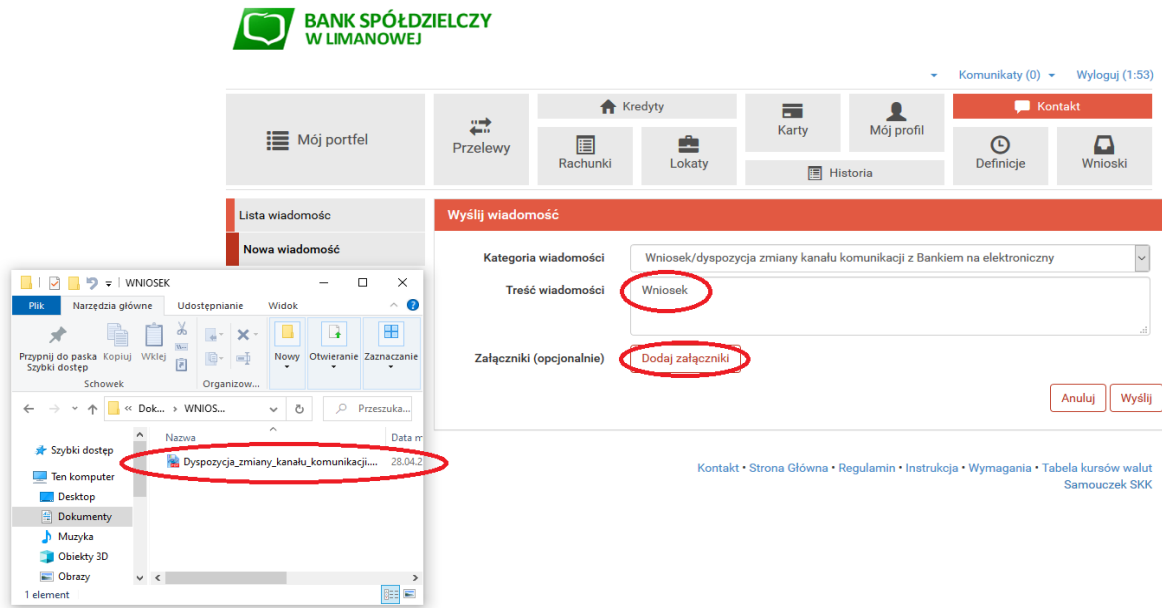 BANK SPÓŁDZIELCZY
W LIMANOWEJ
Komunikaty (0)
Wyloguj (1:53)
Mój portfel
Przelewy
Kredyty
Rachunki
Lokaty
Karty
Mój profil
Historia
Kontakt
Definicje
Wnioski
Lista wiadomośc
Nowa wiadomość
Wyślij wiadomość
Kategoria wiadomości
Wniosek/dyspozycja zmiany kanału komunikacji z Bankiem na elektroniczny
Treść wiadomości
Wniosek
Załączniki (opcjonalnie)
Dodaj załączniki
Anuluj
Wyślij
Kontakt • Strona Główna • Regulamin • Instrukcja • Wymagania • Tabela kursów walut
Samouczek SKK
WNIOSEK
Plik
Narzędzia główne
Udostępnianie
Widok
Przypnij do paska
Szybki dostęp
Kopiuj
Wklej
Nowy
Otwieranie
Zaznaczanie
Schowek
Organizow...
« Dok... › WNIOS...
Przeszuka...
Nazwa
Data m
Dyspozycja_zmiany_kanału_komunikacji....
28.04.2
Szybki dostęp
Ten komputer
Desktop
Dokumenty
Muzyka
Obiekty 3D
Obrazy
1 element